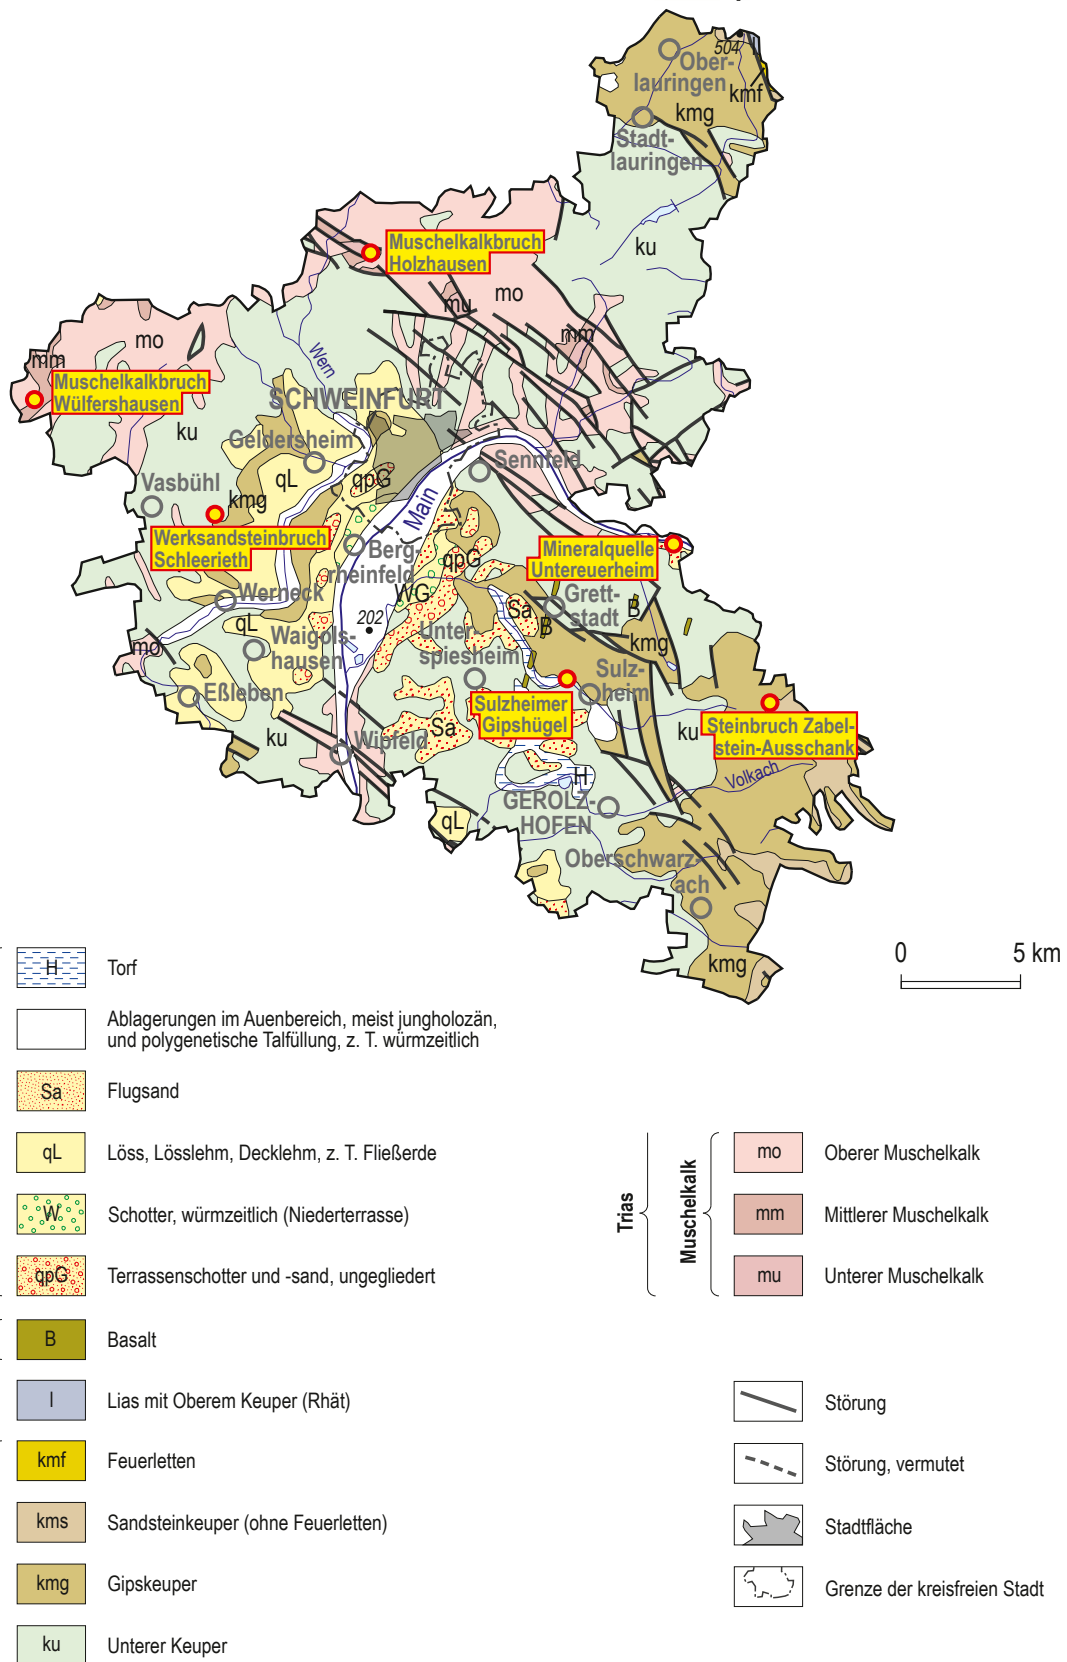 504
Ober-
lauringen
kmf
kmg
Stadt-
lauringen
ku
Muschelkalkbruch
Holzhausen
mu
mo
mm
mo
mm
Muschelkalkbruch
Wülfershausen
ku
Wern
SCHWEINFURT
Geldersheim
qL
qpG
Sennfeld
Main
Vasbühl
kmg
Werksandsteinbruch
Schleerieth
Berg-
rheinfeld
qpG
WG
Mineralquelle
Untereuerheim
Grett-
stadt
Sa
B
B
kmg
Werneck
qL
mo
Waigols-
hausen
202
Unter-
spiesheim
Sulz-
heim
Eßleben
Sulzheimer
Gipshügel
Steinbruch Zabel-
stein-Ausschank
ku
ku
Wipfeld
Sa
H
Volkach
GEROLZ-
HOFEN
qL
Oberschwarz-
ach
kmg
0 5 km
H Torf
Ablagerungen im Auenbereich, meist jungholozän,
und polygenetische Talfüllung, z. T. würmzeitlich
Sa Flugsand
qL Löss, Lösslehm, Decklehm, z. T. Fließerde
W Schotter, würmzeitlich (Niederterrasse)
qpG Terrassenschotter und -sand, ungegliedert
B Basalt
l Lias mit Oberem Keuper (Rhät)
kmf Feuerletten
kms Sandsteinkeuper (ohne Feuerletten)
kmg Gipskeuper
ku Unterer Keuper
Trias
Muschelkalk
mo Oberer Muschelkalk
mm Mittlerer Muschelkalk
mu Unterer Muschelkalk
Störung
Störung, vermutet
Stadtfläche
Grenze der kreisfreien Stadt